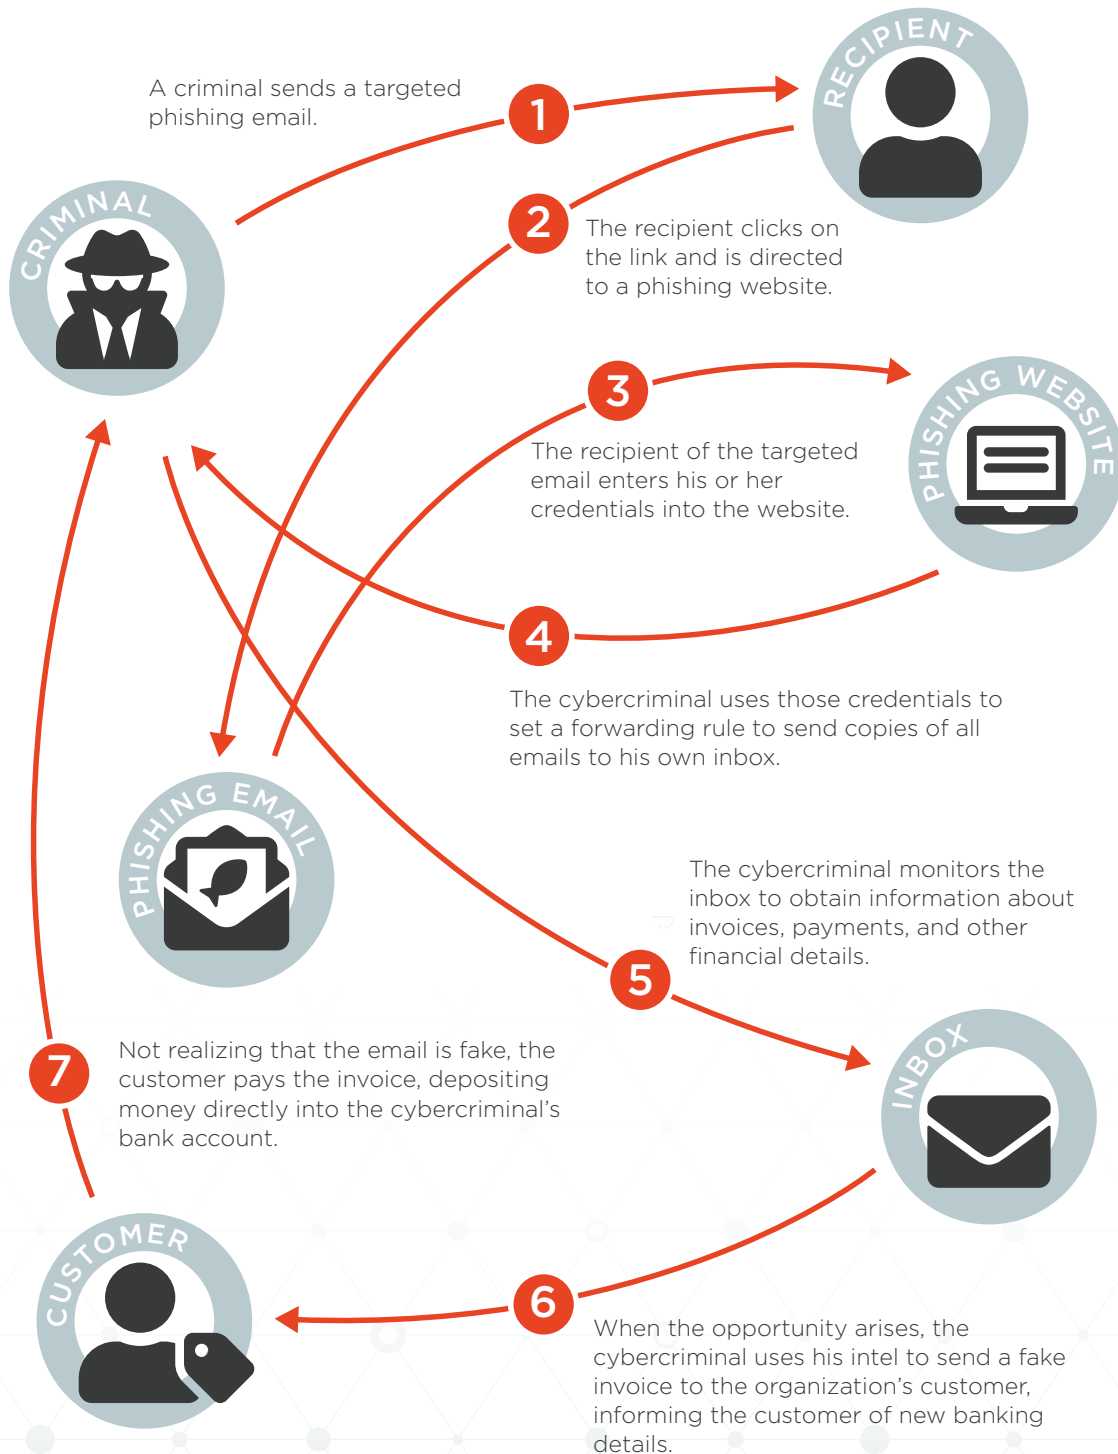 RECIPIENT
A criminal sends a targeted
phishing email.
1
CRIMINAL
2
The recipient clicks on
the link and is directed
to a phishing website.
3
PHISHING WEBSITE
The recipient of the targeted
email enters his or her
credentials into the website.
4
The cybercriminal uses those credentials to
set a forwarding rule to send copies of all
emails to his own inbox.
PHISHING EMAIL
The cybercriminal monitors the
inbox to obtain information about
invoices, payments, and other
financial details.
5
INBOX
7
Not realizing that the email is fake, the
customer pays the invoice, depositing
money directly into the cybercriminal’s
bank account.
CUSTOMER
6
When the opportunity arises, the
cybercriminal uses his intel to send a fake
invoice to the organization’s customer,
informing the customer of new banking
details.